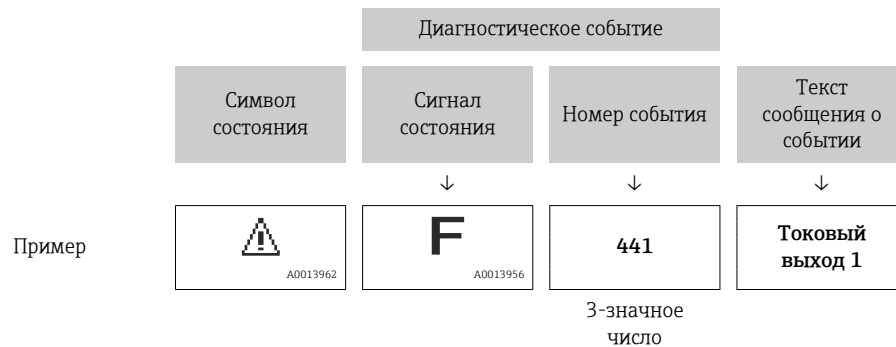 Диагностическое событие
Символ
состояния
Сигнал
состояния
Номер события
Текст
сообщения о
событии
↓ ↓ ↓
Пример
A0013962
F
A0013956
441
Токовый
выход 1
3-значное
число